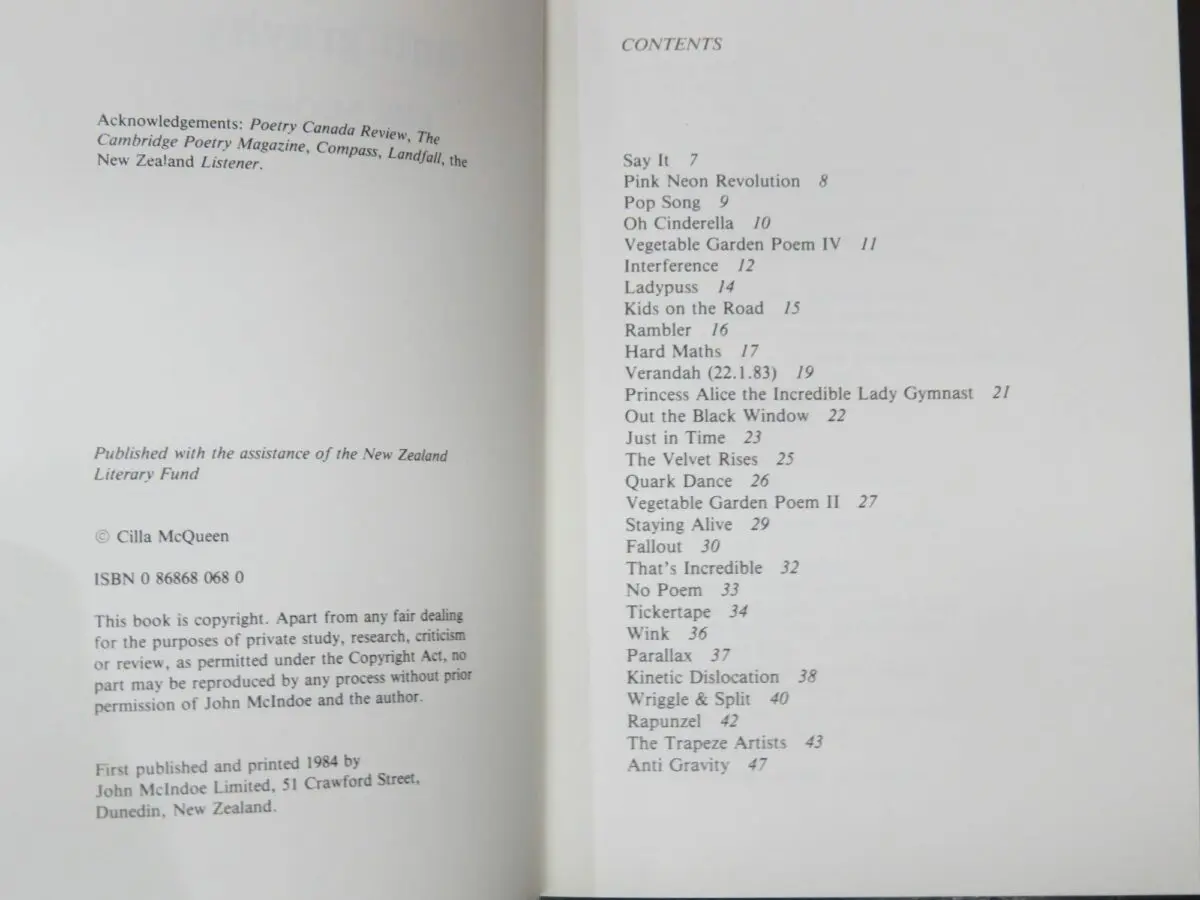 Acknowledgements: Poetry Canada Review, The
Cambridge Poetry Magazine, Compass, Landfall, the
New Zealand Listener.
Published with the assistance of the New Zealand
Literary Fund
© Cilla McQueen
ISBN 0 86868 068 0
This book is copyright. Apart from any fair dealing
for the purposes of private study, research, criticism
or review, as permitted under the Copyright Act, no
part may be reproduced by any process without prior
permission of John McIndoe and the author.
First published and printed 1984 by
John McIndoe Limited, 51 Crawford Street,
Dunedin, New Zealand.
CONTENTS
Say It 7
Pink Neon Revolution 8
Pop Song 9
Oh Cinderella 10
Vegetable Garden Poem IV 11
Interference 12
Ladypuss 14
Kids on the Road 15
Rambler 16
Hard Maths 17
Verandah (22.1.83) 19
Princess Alice the Incredible Lady Gymnast 21
Out the Black Window 22
Just in Time 23
The Velvet Rises 25
Quark Dance 26
Vegetable Garden Poem II 27
Staying Alive 29
Fallout 30
That's Incredible 32
No Poem 33
Tickertape 34
Wink 36
Parallax 37
Kinetic Dislocation 38
Wriggle & Split 40
Rapunzel 42
The Trapeze Artists 43
Anti Gravity 47